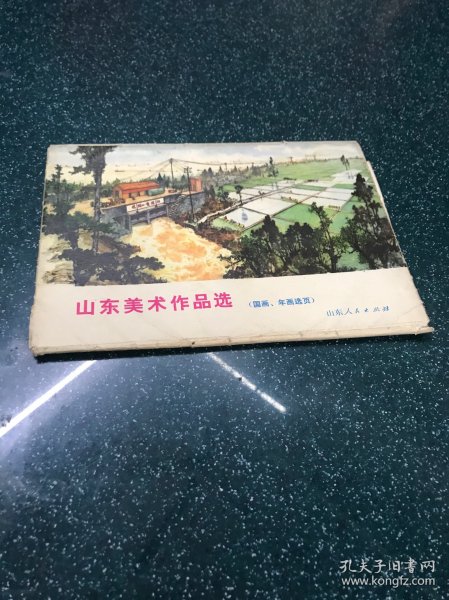 山东美术作品选
（国画、年画选页）
山东人民出版社
孔夫子旧书网
www.kongfz.com